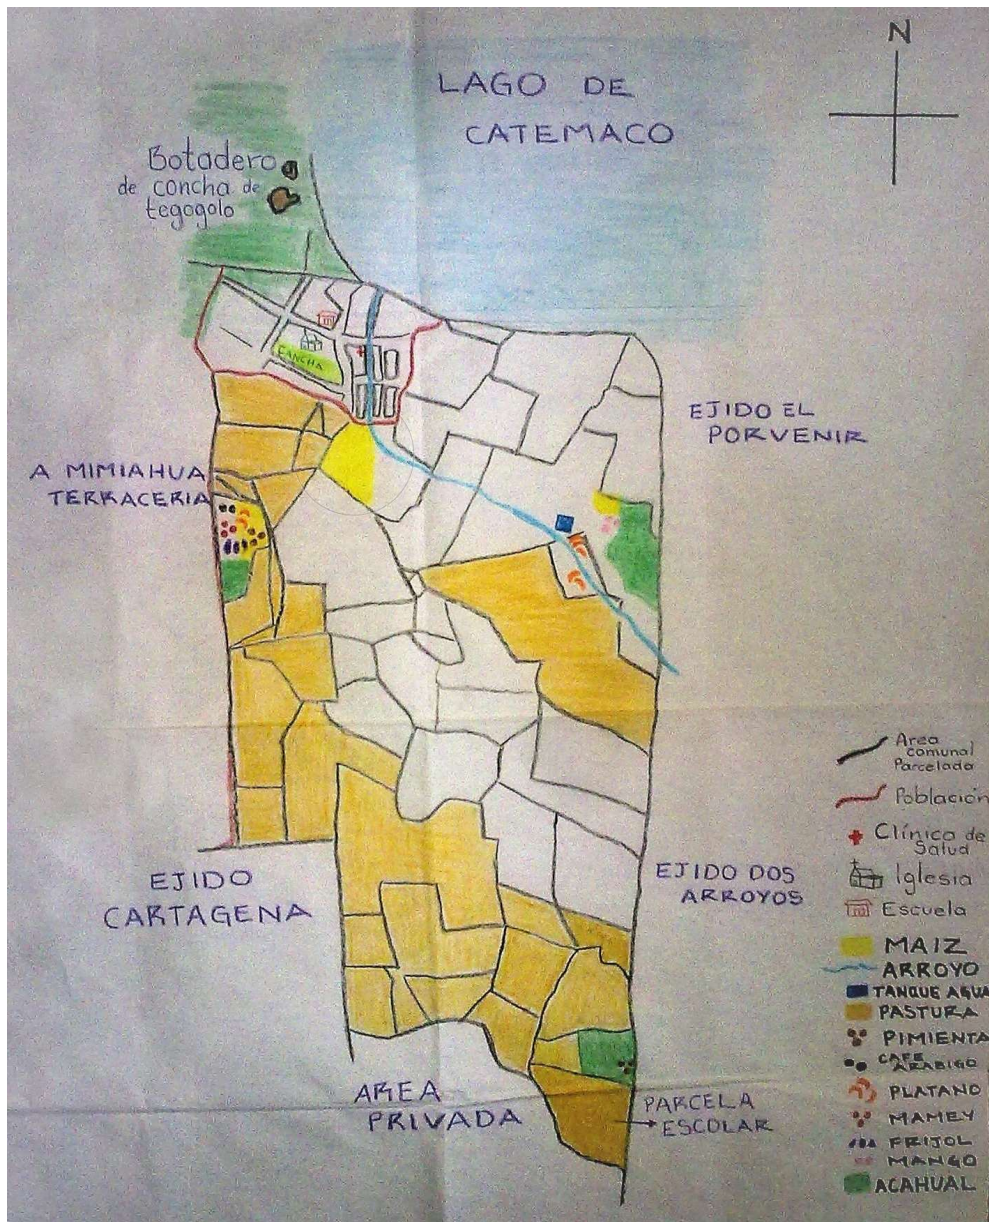 N
LAGO DE
CATEMACO
Botadero
de concha de
tegogolo
CANCHA
EJIDO EL
PORVENIR
A MIMIAHUA
TERRACERIA
Area
comunal
Parcelada
Población
Clínica de
Salud
Iglesia
Escuela
EJIDO DOS
ARROYOS
EJIDO
CARTAGENA
MAIZ
ARROYO
TANQUE AGUA
PASTURA
PIMIENTA
CAFE
ARABIGO
PLATANO
MAMEY
FRIJOL
MANGO
ACAHUAL
AREA
PRIVADA
PARCELA
ESCOLAR